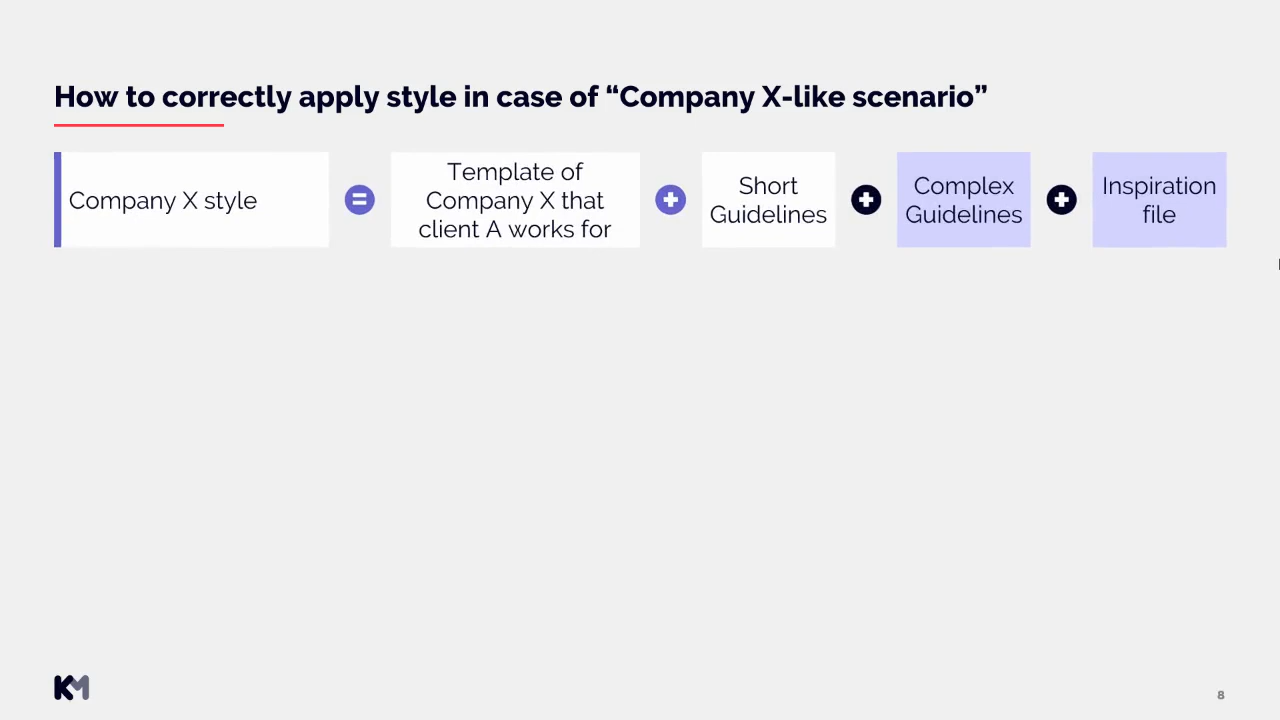 How to correctly apply style in case of “Company X-like scenario”
Company X style
=
Template of
Company X that
client A works for
+
Short
Guidelines
+
Complex
Guidelines
+
Inspiration
file
KM
8